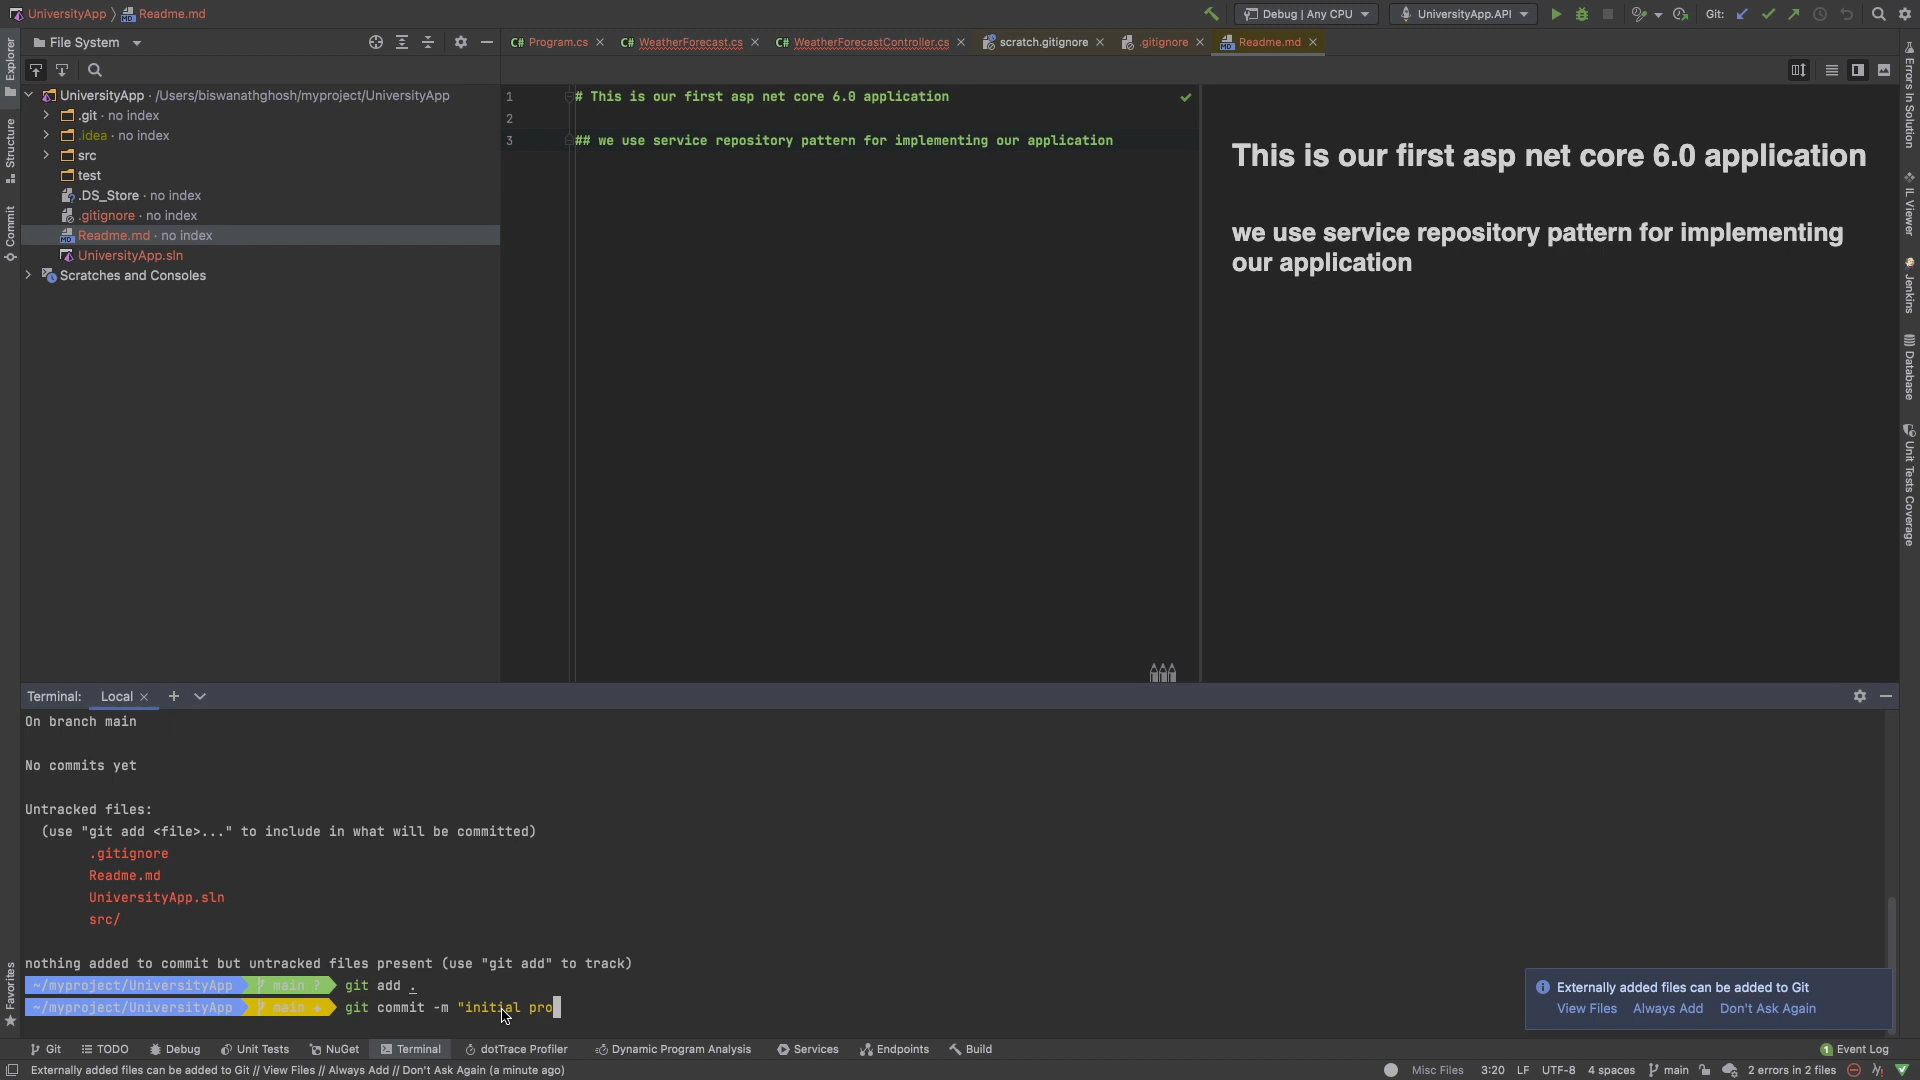 UniversityApp Readme.md Debug | Any CPU UniversityApp.API Git:
File System
Program.cs WeatherForecast.cs WeatherForecastController.cs scratch.gitignore .gitignore Readme.md
Explorer
Structure
Commit
Favorites
UniversityApp · /Users/biswanathghosh/myproject/UniversityApp
.git · no index
.idea · no index
src
test
.DS_Store · no index
.gitignore · no index
Readme.md · no index
UniversityApp.sln
Scratches and Consoles
1 # This is our first asp net core 6.0 application
2
3 ## we use service repository pattern for implementing our application
This is our first asp net core 6.0 application
we use service repository pattern for implementing
our application
Errors In Solution
IL Viewer
Jenkins
Database
Unit Tests Coverage
Terminal: Local
On branch main
No commits yet
Untracked files:
(use "git add <file>..." to include in what will be committed)
.gitignore
Readme.md
UniversityApp.sln
src/
nothing added to commit but untracked files present (use "git add" to track)
~/myproject/UniversityApp main ? git add .
~/myproject/UniversityApp main + git commit -m "initial pro
Externally added files can be added to Git
View Files Always Add Don't Ask Again
Git TODO Debug Unit Tests NuGet Terminal dotTrace Profiler Dynamic Program Analysis Services Endpoints Build 1 Event Log
Externally added files can be added to Git // View Files // Always Add // Don't Ask Again (a minute ago) Misc Files 3:20 LF UTF-8 4 spaces main 2 errors in 2 files